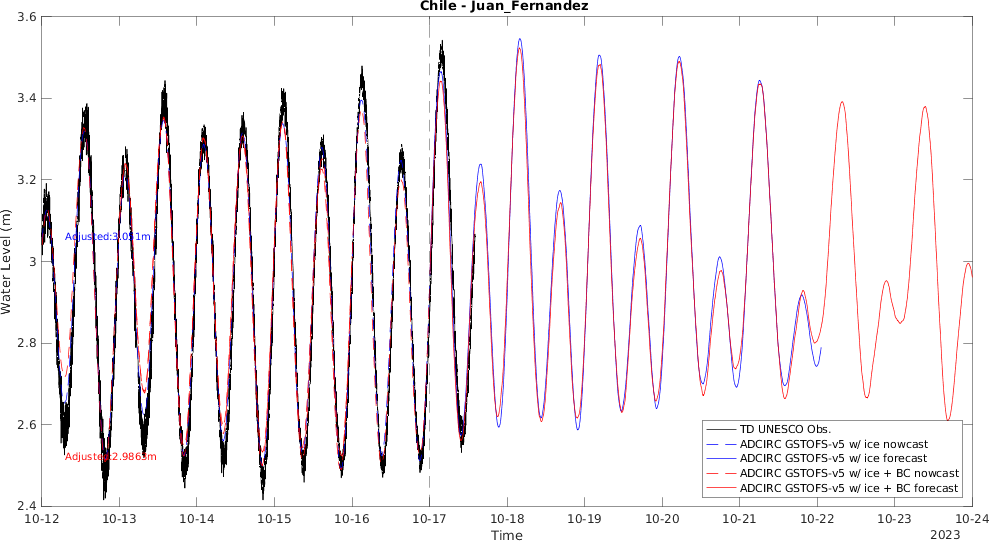 Chile - Juan_Fernandez
3.6
3.4
3.2
3
2.8
2.6
2.4
Water Level (m)
Adjusted:3.051m
Adjusted:2.9863m
TD UNESCO Obs.
ADCIRC GSTOFS-v5 w/ ice nowcast
ADCIRC GSTOFS-v5 w/ ice forecast
ADCIRC GSTOFS-v5 w/ ice + BC nowcast
ADCIRC GSTOFS-v5 w/ ice + BC forecast
10-12 10-13 10-14 10-15 10-16 10-17 10-18 10-19 10-20 10-21 10-22 10-23 10-24
Time
2023